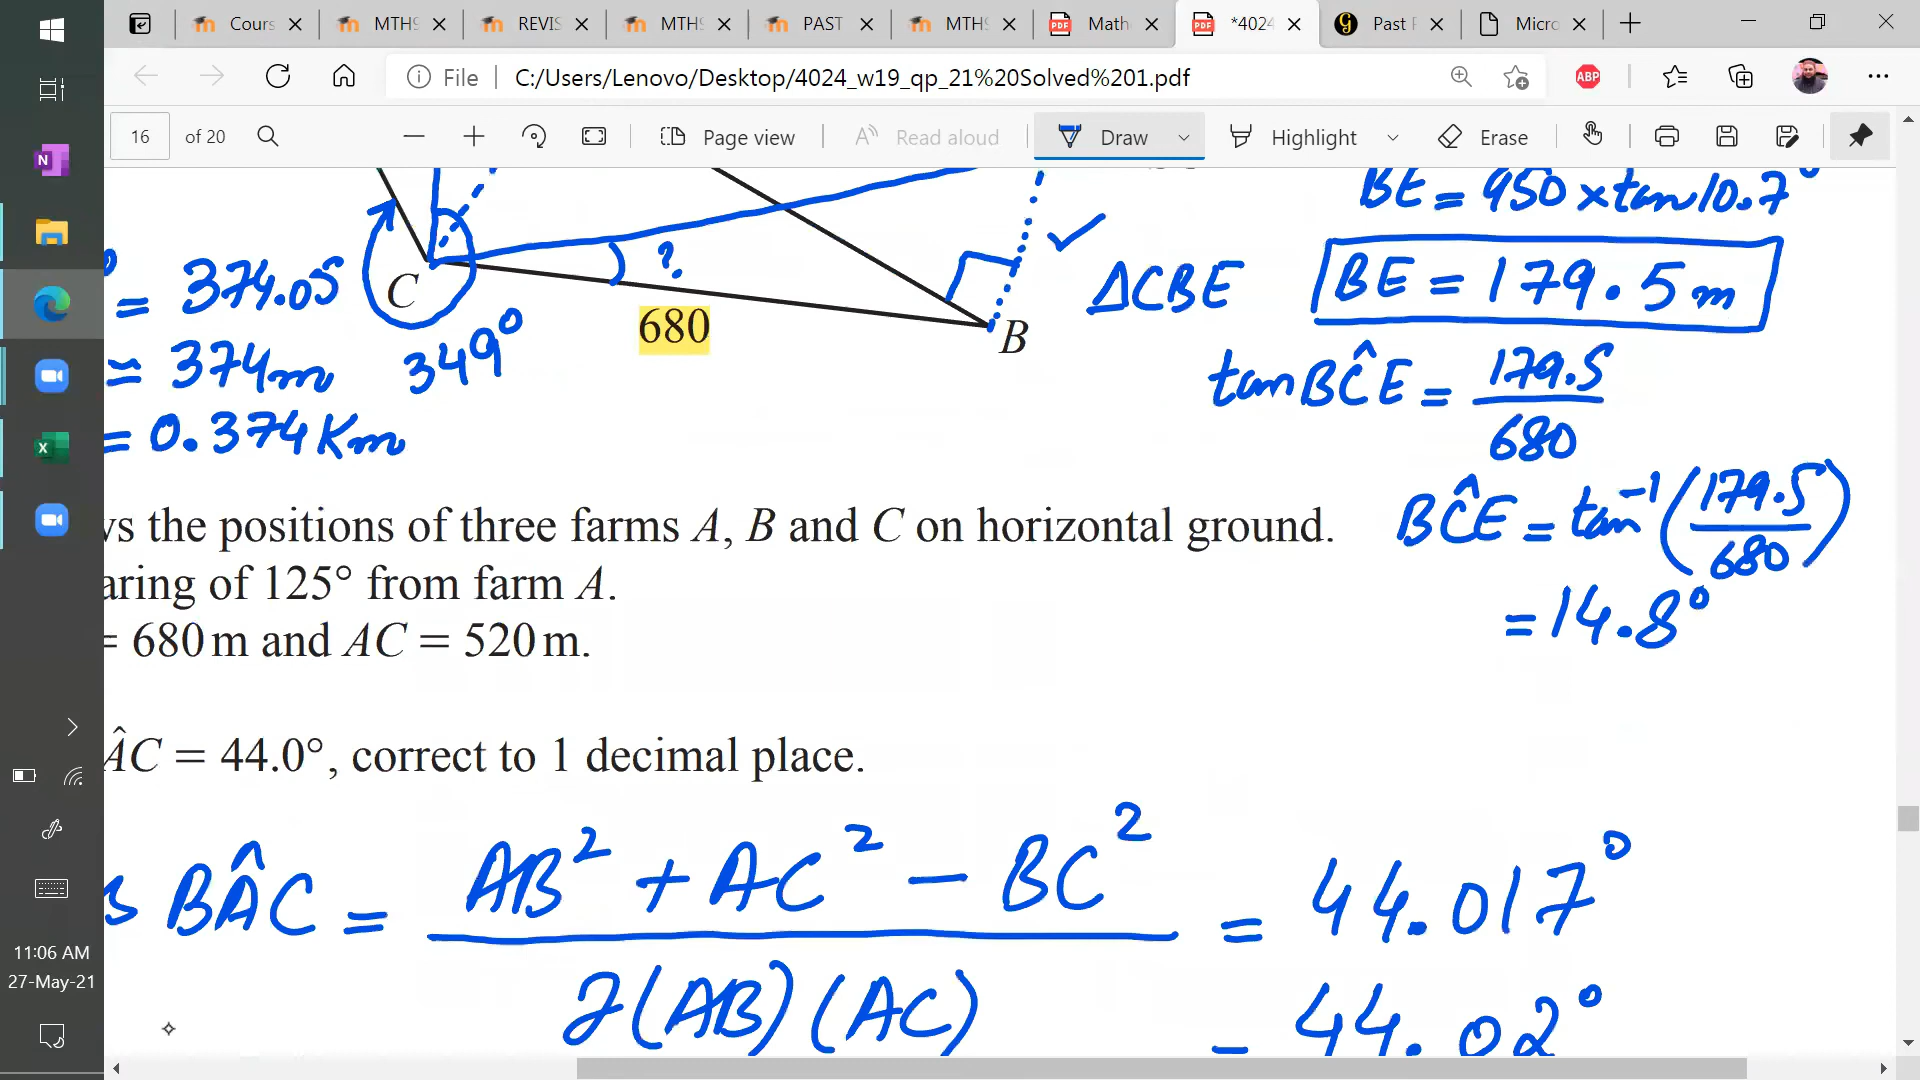 Cours
MTHS
REVIS
MTHS
PAST
MTHS
Math
*4024
Past P
Micro
File
C:/Users/Lenovo/Desktop/4024_w19_qp_21%20Solved%201.pdf
ABP
16 of 20
Page view
Read aloud
Draw
Highlight
Erase
BE = 950 × tan 10.7°
BE = 179.5 m
= 374.05
≈ 374m
= 0.374 Km
C
349°
?
680
B
ΔCBE
tan BĈE = 179.5 / 680
BĈE = tan⁻¹ (179.5 / 680)
= 14.8°
ws the positions of three farms A, B and C on horizontal ground.
aring of 125° from farm A.
= 680 m and AC = 520 m.
ÂC = 44.0°, correct to 1 decimal place.
s BÂC = AB² + AC² − BC² / 2(AB)(AC) = 44.017°
= 44.02°
11:06 AM
27-May-21